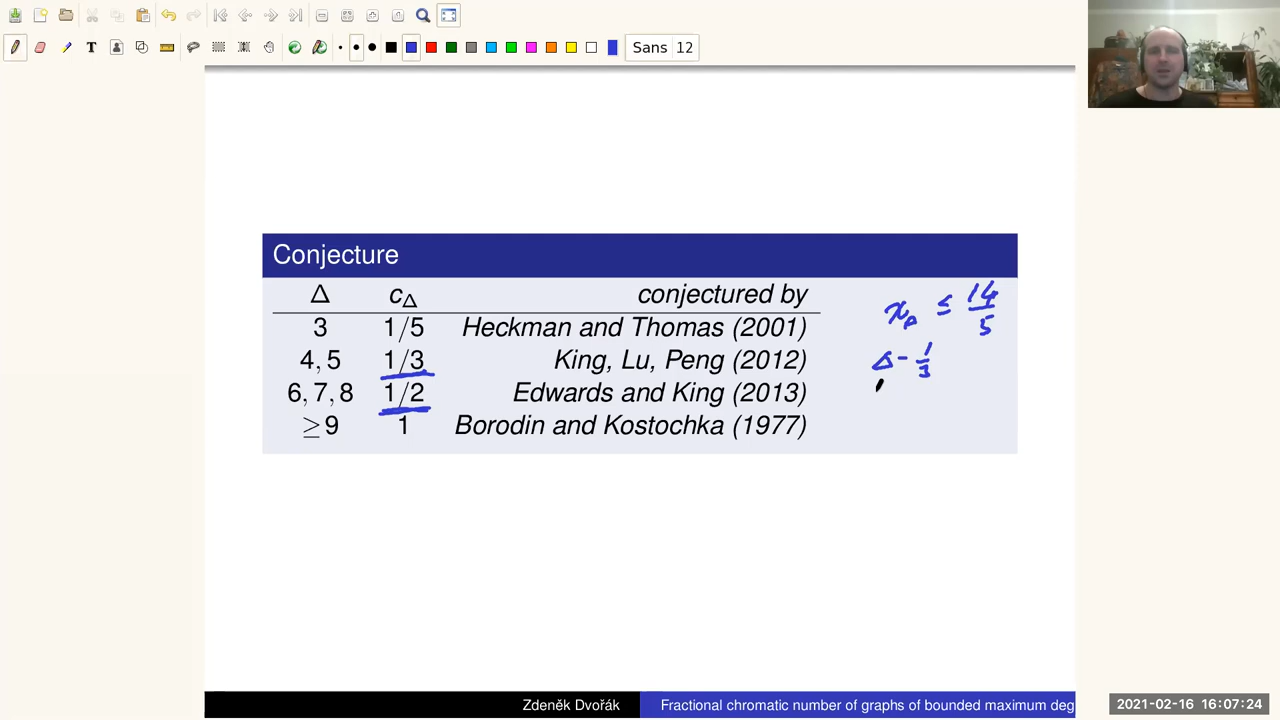 T
Sans 12
Conjecture
Δ c_Δ conjectured by
3 1/5 Heckman and Thomas (2001)
4, 5 1/3 King, Lu, Peng (2012)
6, 7, 8 1/2 Edwards and King (2013)
≥ 9 1 Borodin and Kostochka (1977)
≤ 14/5
Δ - 1/3
Zdeněk Dvořák
Fractional chromatic number of graphs of bounded maximum deg
2021-02-16 16:07:24